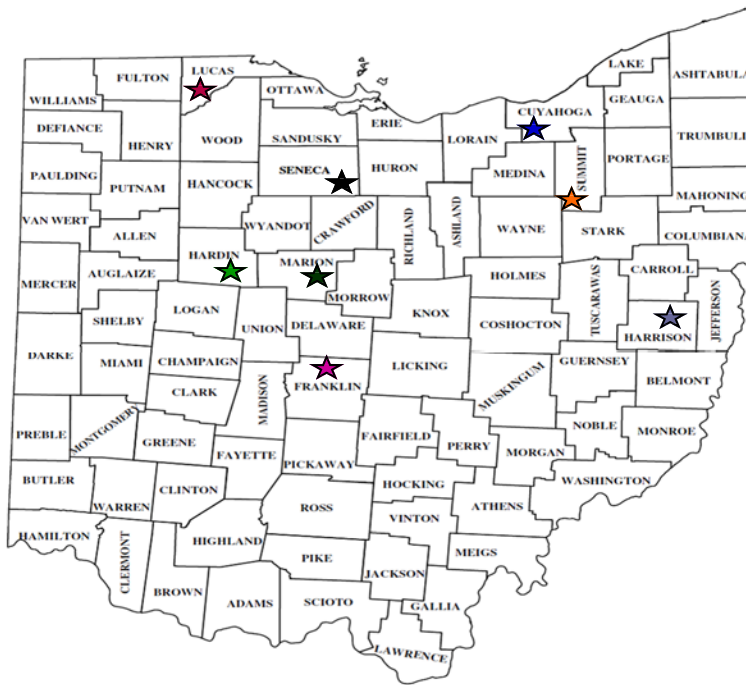 LAKE
LUCAS
FULTON
ASHTABULA
OTTAWA
GEAUGA
WILLIAMS
CUYAHOGA
ERIE
DEFIANCE
WOOD
SANDUSKY
LORAIN
TRUMBULL
HENRY
SUMMIT
PORTAGE
SENECA
HURON
MEDINA
PAULDING
PUTNAM
HANCOCK
MAHONING
CRAWFORD
VAN WERT
WYANDOT
RICHLAND
ASHLAND
WAYNE
STARK
COLUMBIANA
ALLEN
HARDIN
MARION
CARROLL
AUGLAIZE
HOLMES
MERCER
MORROW
TUSCARAWAS
JEFFERSON
LOGAN
KNOX
SHELBY
UNION
DELAWARE
COSHOCTON
HARRISON
DARKE
MIAMI
CHAMPAIGN
LICKING
GUERNSEY
BELMONT
CLARK
MADISON
FRANKLIN
MUSKINGUM
MONTGOMERY
NOBLE
PREBLE
GREENE
FAIRFIELD
PERRY
MONROE
FAYETTE
PICKAWAY
MORGAN
BUTLER
HOCKING
WASHINGTON
CLINTON
WARREN
ROSS
ATHENS
VINTON
HAMILTON
CLERMONT
HIGHLAND
MEIGS
PIKE
JACKSON
BROWN
ADAMS
SCIOTO
GALLIA
LAWRENCE